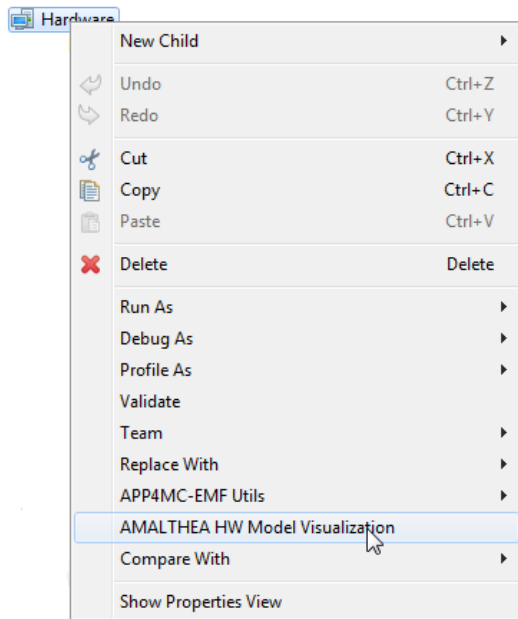 Hardware
New Child
Undo Ctrl+Z
Redo Ctrl+Y
Cut Ctrl+X
Copy Ctrl+C
Paste Ctrl+V
Delete Delete
Run As
Debug As
Profile As
Validate
Team
Replace With
APP4MC-EMF Utils
AMALTHEA HW Model Visualization
Compare With
Show Properties View